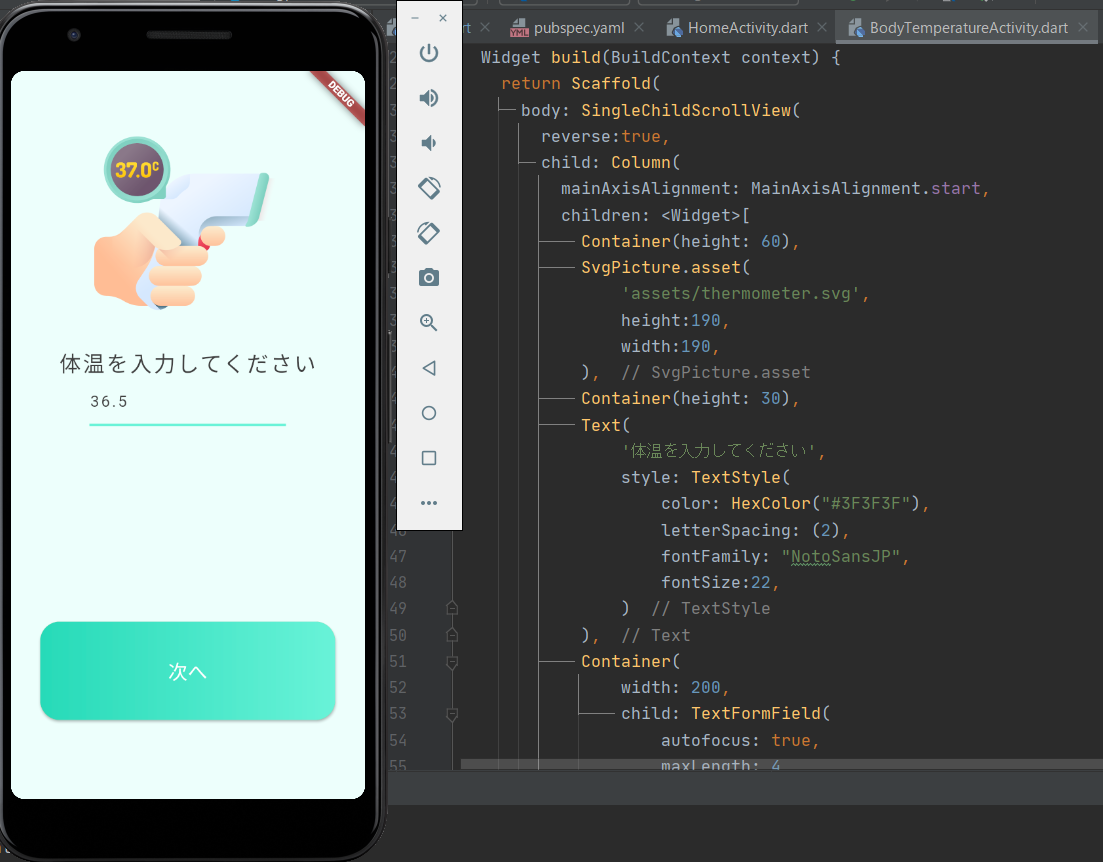 DEBUG
37.0c
体温を入力してください
36.5
次へ
rt
pubspec.yaml
HomeActivity.dart
BodyTemperatureActivity.dart
Widget build(BuildContext context) {
return Scaffold(
body: SingleChildScrollView(
reverse:true,
child: Column(
mainAxisAlignment: MainAxisAlignment.start,
children: <Widget>[
Container(height: 60),
SvgPicture.asset(
'assets/thermometer.svg',
height:190,
width:190,
), // SvgPicture.asset
Container(height: 30),
Text(
'体温を入力してください',
style: TextStyle(
color: HexColor("#3F3F3F"),
letterSpacing: (2),
47 fontFamily: "NotoSansJP",
48 fontSize:22,
49 ) // TextStyle
50 ), // Text
51 Container(
52 width: 200,
53 child: TextFormField(
54 autofocus: true,
55 maxLength: 4